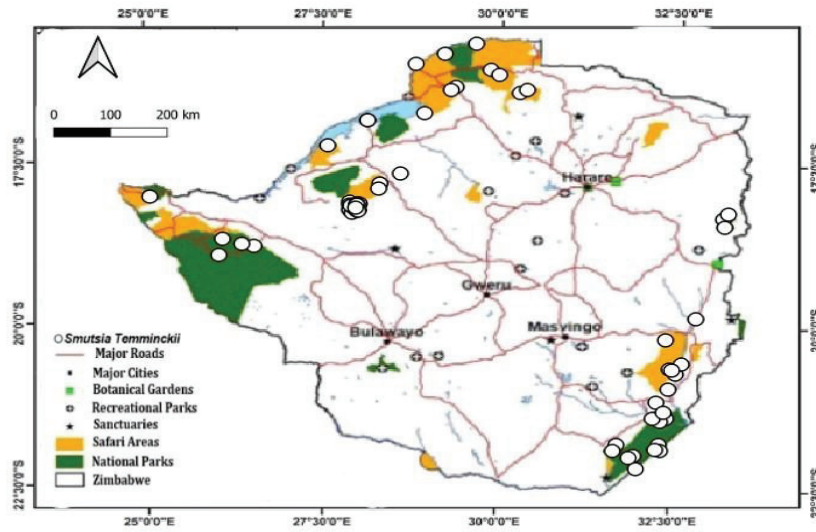 25°0'0"E 27°30'0"E 30°0'0"E 32°30'0"E
0 100 200 km
17°30'0"S
Harare
Gweru
20°0'0"S
Bulawayo
Masvingo
Smutsia Temminckii
Major Roads
Major Cities
Botanical Gardens
Recreational Parks
Sanctuaries
Safari Areas
National Parks
Zimbabwe
22°30'0"S
25°0'0"E 27°30'0"E 30°0'0"E 32°30'0"E